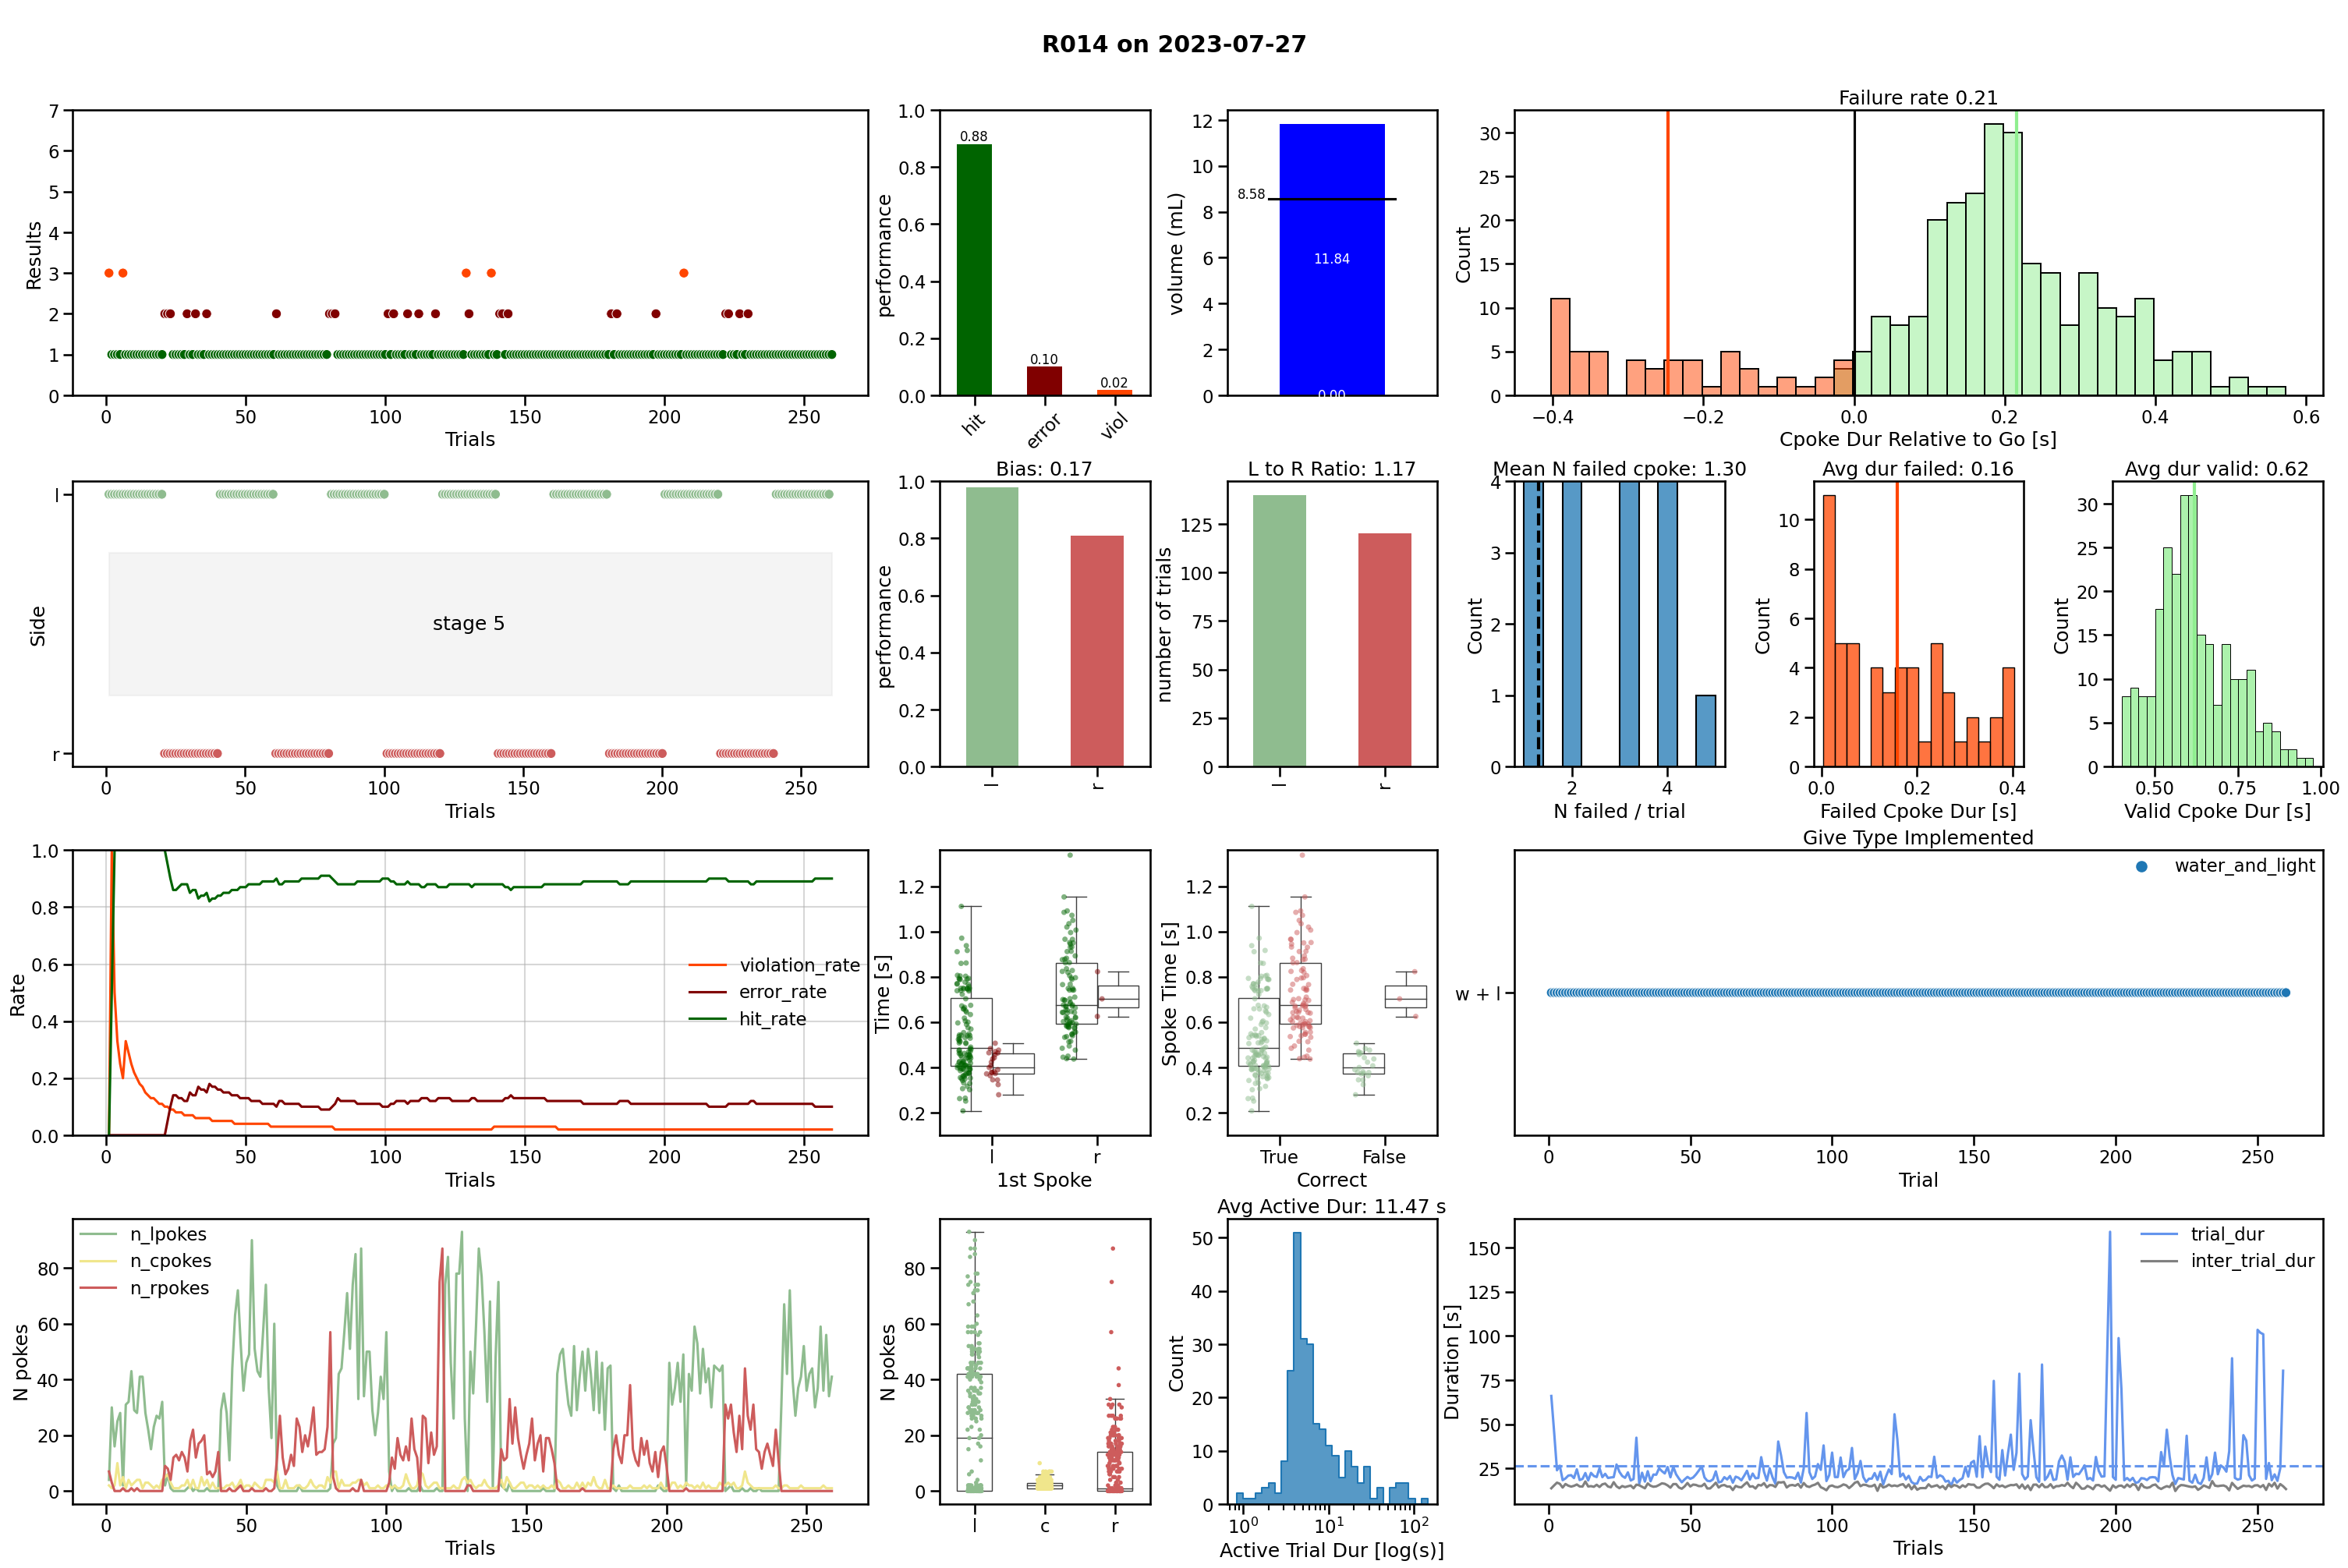 R014 on 2023-07-27
7
6
5
4
3
2
1
0
Results
0 50 100 150 200 250
Trials
1.0
0.8
0.6
0.4
0.2
0.0
performance
0.88
0.10
0.02
hit error viol
12
10
8
6
4
2
0
volume (mL)
8.58
11.84
0.00
Failure rate 0.21
30
25
20
15
10
5
0
Count
−0.4 −0.2 0.0 0.2 0.4 0.6
Cpoke Dur Relative to Go [s]
l
r
Side
stage 5
0 50 100 150 200 250
Trials
Bias: 0.17
1.0
0.8
0.6
0.4
0.2
0.0
performance
l r
L to R Ratio: 1.17
125
100
75
50
25
0
number of trials
l r
Mean N failed cpoke: 1.30
4
3
2
1
0
Count
2 4
N failed / trial
Avg dur failed: 0.16
10
8
6
4
2
0
Count
0.0 0.2 0.4
Failed Cpoke Dur [s]
Avg dur valid: 0.62
30
25
20
15
10
5
0
Count
0.50 0.75 1.00
Valid Cpoke Dur [s]
1.0
0.8
0.6
0.4
0.2
0.0
Rate
violation_rate
error_rate
hit_rate
0 50 100 150 200 250
Trials
1.2
1.0
0.8
0.6
0.4
0.2
Time [s]
l r
1st Spoke
1.2
1.0
0.8
0.6
0.4
0.2
Spoke Time [s]
True False
Correct
Give Type Implemented
water_and_light
w + l
0 50 100 150 200 250
Trial
80
60
40
20
0
N pokes
n_lpokes
n_cpokes
n_rpokes
0 50 100 150 200 250
Trials
80
60
40
20
0
N pokes
l c r
Avg Active Dur: 11.47 s
50
40
30
20
10
0
Count
10⁰ 10¹ 10²
Active Trial Dur [log(s)]
150
125
100
75
50
25
Duration [s]
trial_dur
inter_trial_dur
0 50 100 150 200 250
Trials